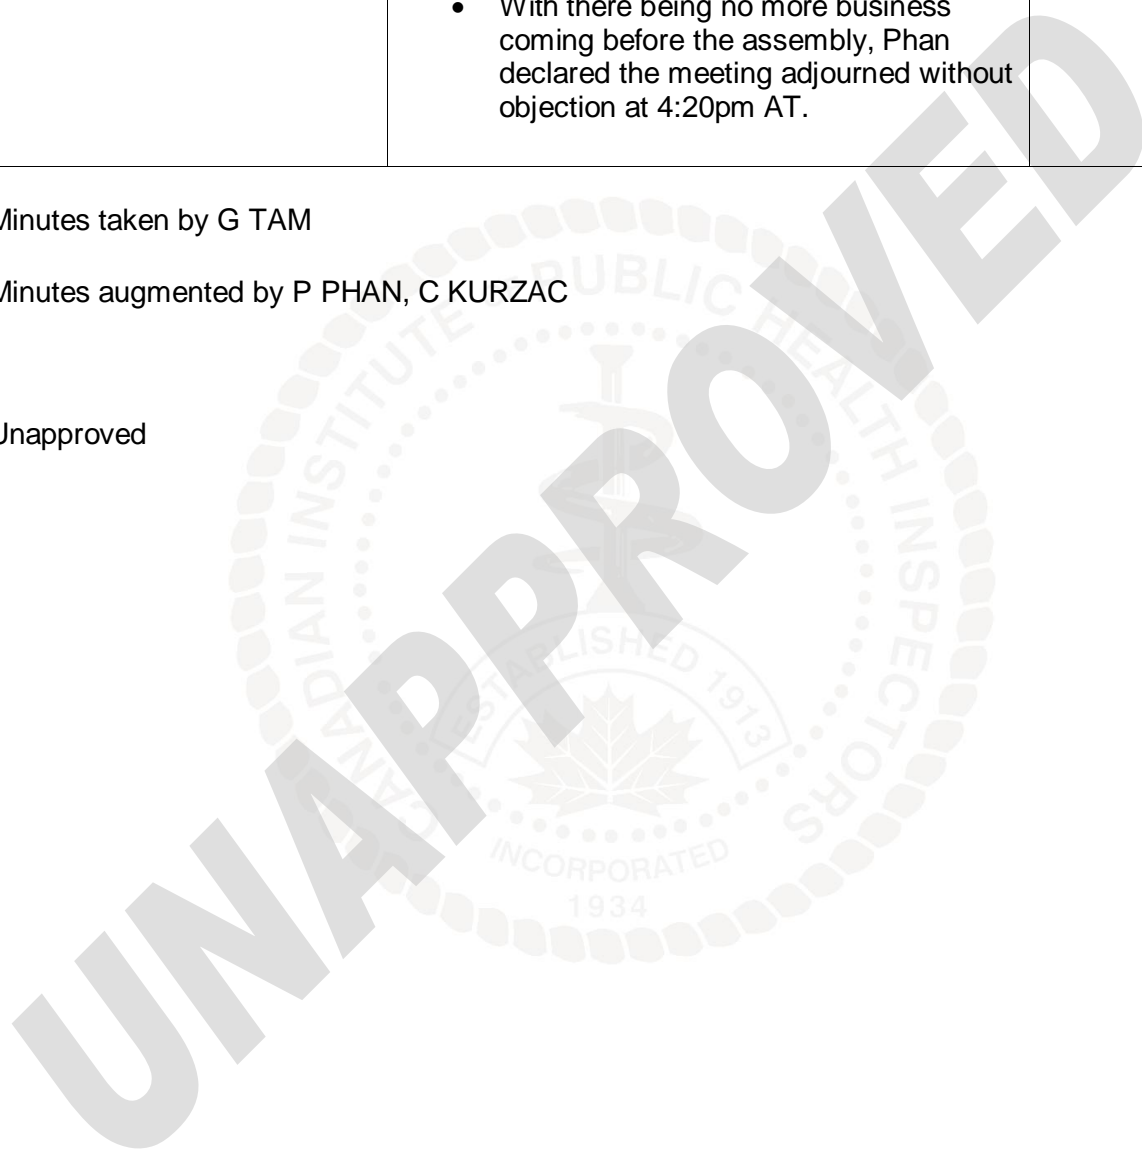 • With there being no more business
coming before the assembly, Phan
declared the meeting adjourned without
objection at 4:20pm AT.
Minutes taken by G TAM
Minutes augmented by P PHAN, C KURZAC
Unapproved
UNAPPROVED
CANADIAN INSTITUTE PUBLIC HEALTH INSPECTORS
ESTABLISHED 1913
INCORPORATED
1934